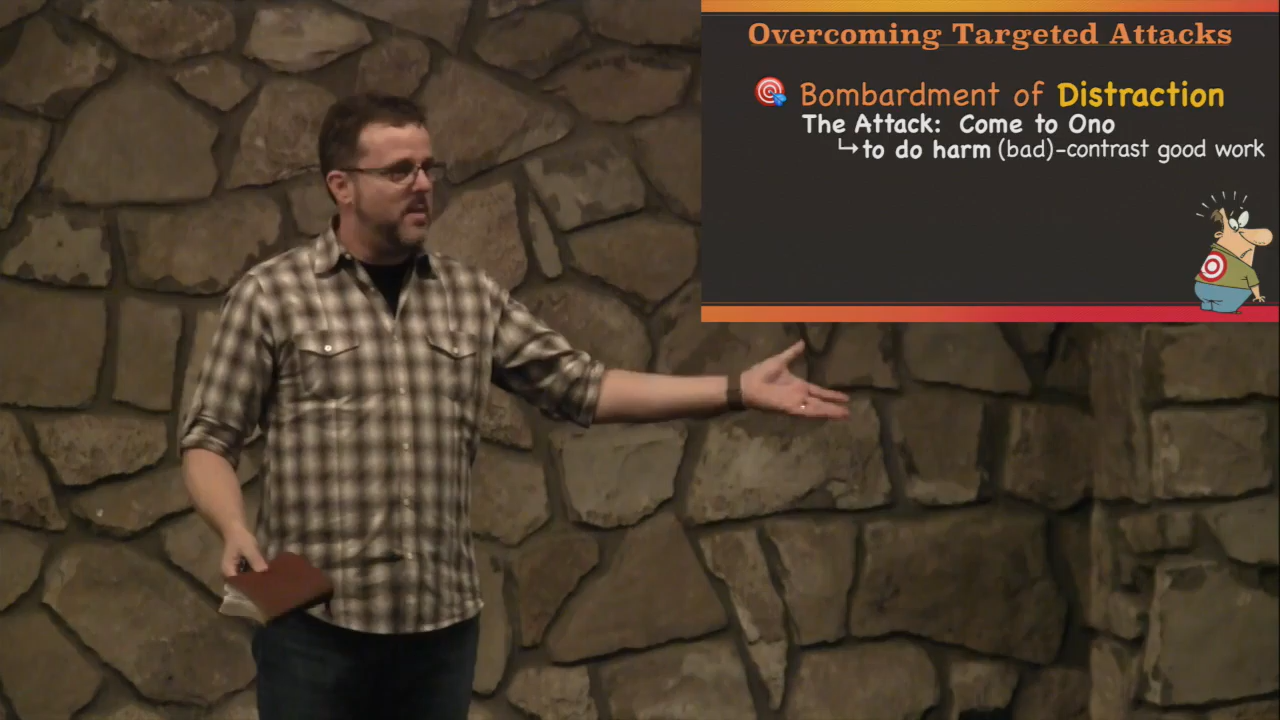 Overcoming Targeted Attacks
Bombardment of Distraction
The Attack: Come to Ono
↳to do harm (bad)-contrast good work